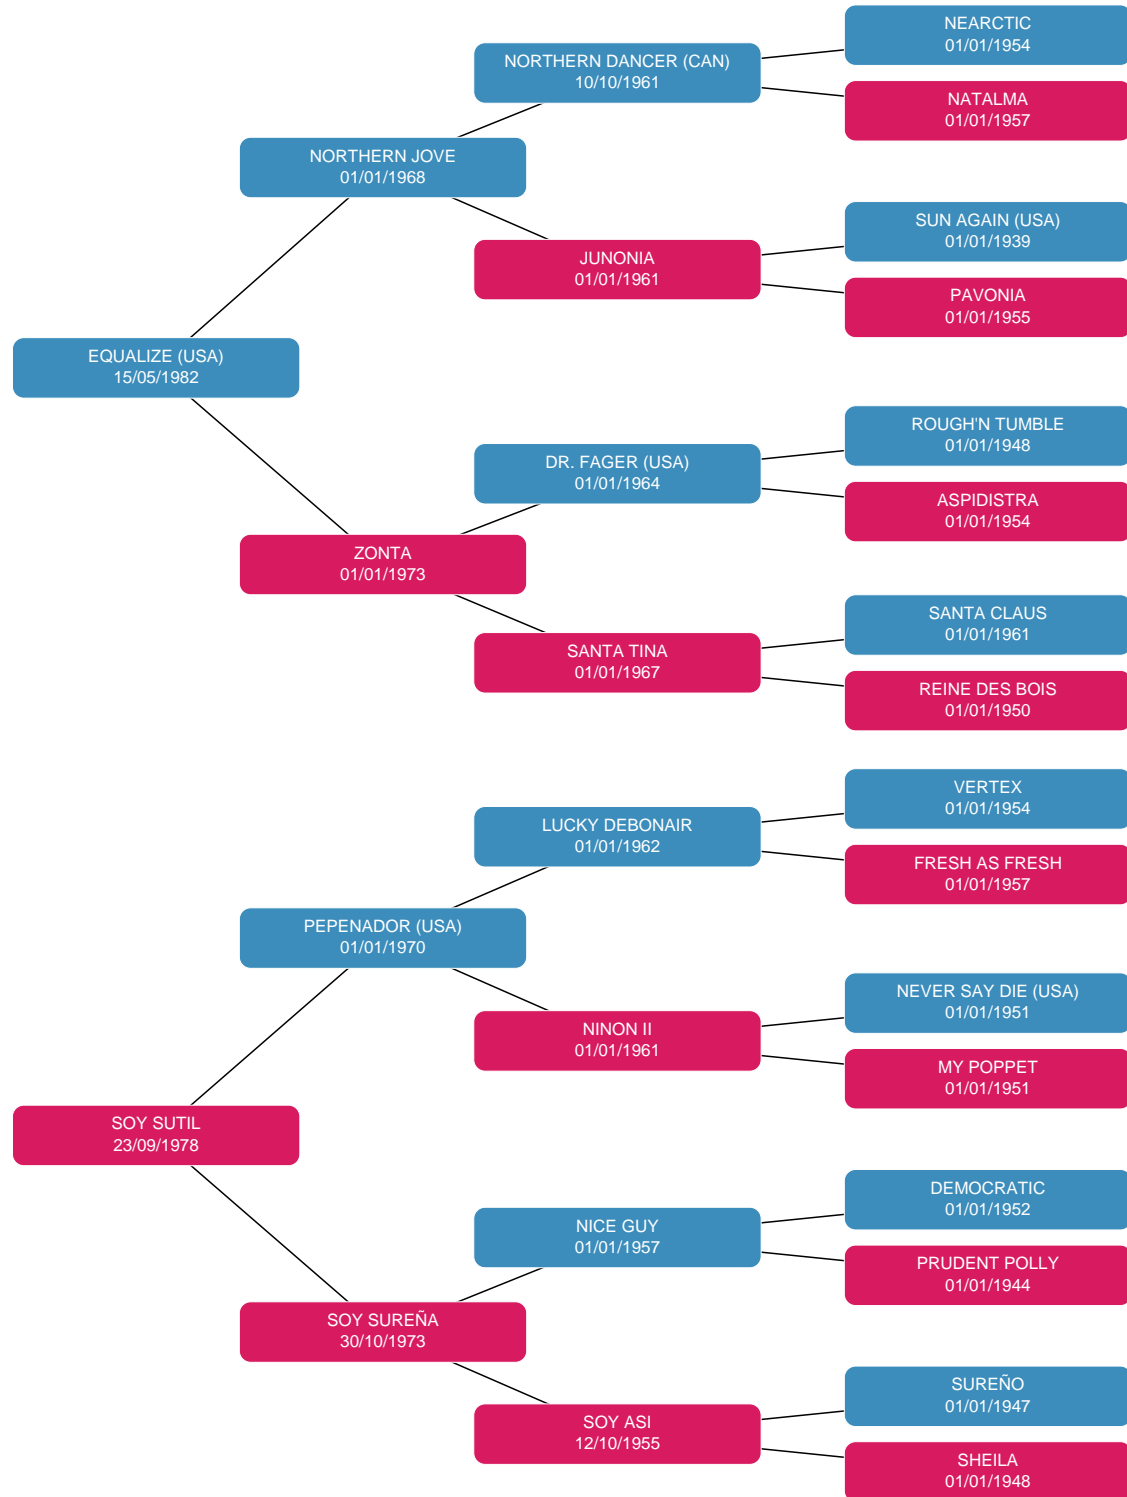 NEARCTIC
01/01/1954
NORTHERN DANCER (CAN)
10/10/1961
NATALMA
01/01/1957
NORTHERN JOVE
01/01/1968
SUN AGAIN (USA)
01/01/1939
JUNONIA
01/01/1961
PAVONIA
01/01/1955
EQUALIZE (USA)
15/05/1982
ROUGH'N TUMBLE
01/01/1948
DR. FAGER (USA)
01/01/1964
ASPIDISTRA
01/01/1954
ZONTA
01/01/1973
SANTA CLAUS
01/01/1961
SANTA TINA
01/01/1967
REINE DES BOIS
01/01/1950
VERTEX
01/01/1954
LUCKY DEBONAIR
01/01/1962
FRESH AS FRESH
01/01/1957
PEPENADOR (USA)
01/01/1970
NEVER SAY DIE (USA)
01/01/1951
NINON II
01/01/1961
MY POPPET
01/01/1951
SOY SUTIL
23/09/1978
DEMOCRATIC
01/01/1952
NICE GUY
01/01/1957
PRUDENT POLLY
01/01/1944
SOY SUREÑA
30/10/1973
SUREÑO
01/01/1947
SOY ASI
12/10/1955
SHEILA
01/01/1948